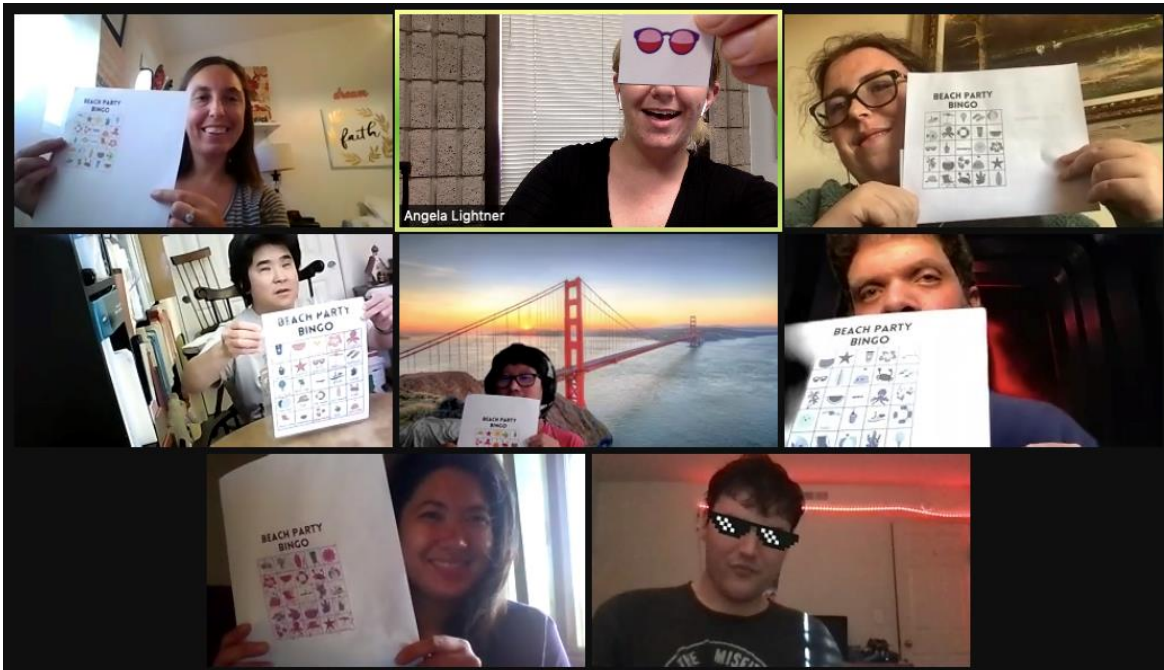 BEACH PARTY
BINGO
Angela Lightner
BEACH PARTY
BINGO
dream
faith
BEACH PARTY
BINGO
BEACH PARTY
BINGO
BEACH PARTY
BINGO
BEACH PARTY
BINGO
THE MISFI